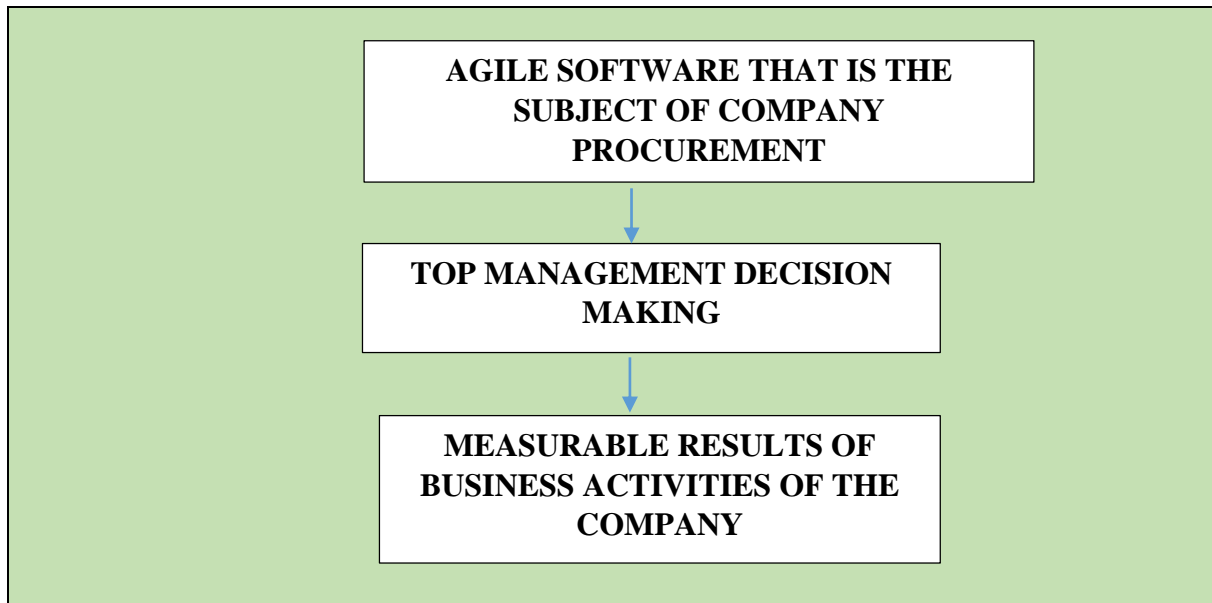 AGILE SOFTWARE THAT IS THE
SUBJECT OF COMPANY
PROCUREMENT
TOP MANAGEMENT DECISION
MAKING
MEASURABLE RESULTS OF
BUSINESS ACTIVITIES OF THE
COMPANY